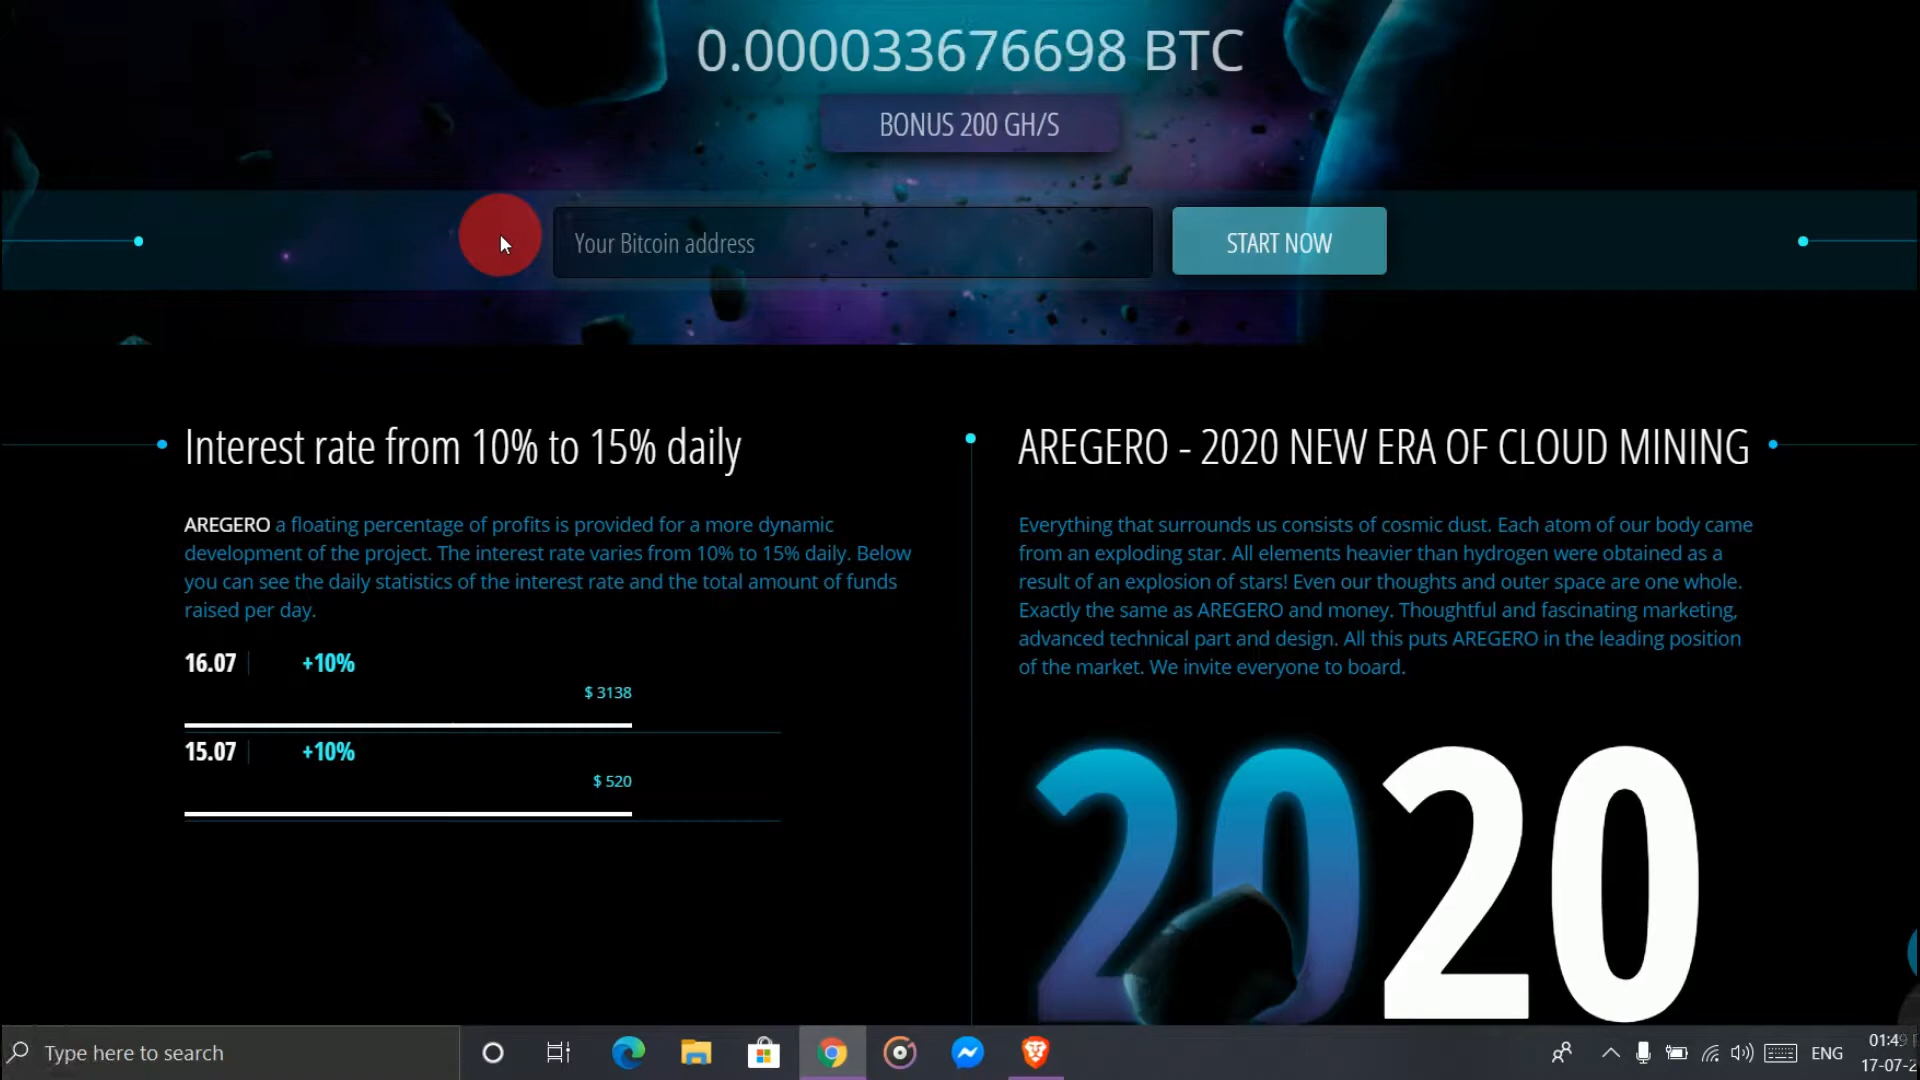 0.000033676698 BTC
BONUS 200 GH/S
Your Bitcoin address
START NOW
Interest rate from 10% to 15% daily
AREGERO a floating percentage of profits is provided for a more dynamic
development of the project. The interest rate varies from 10% to 15% daily. Below
you can see the daily statistics of the interest rate and the total amount of funds
raised per day.
16.07 +10%
$ 3138
15.07 +10%
$ 520
AREGERO - 2020 NEW ERA OF CLOUD MINING
Everything that surrounds us consists of cosmic dust. Each atom of our body came
from an exploding star. All elements heavier than hydrogen were obtained as a
result of an explosion of stars! Even our thoughts and outer space are one whole.
Exactly the same as AREGERO and money. Thoughtful and fascinating marketing,
advanced technical part and design. All this puts AREGERO in the leading position
of the market. We invite everyone to board.
2020
Type here to search
ENG
01:49
17-07-2